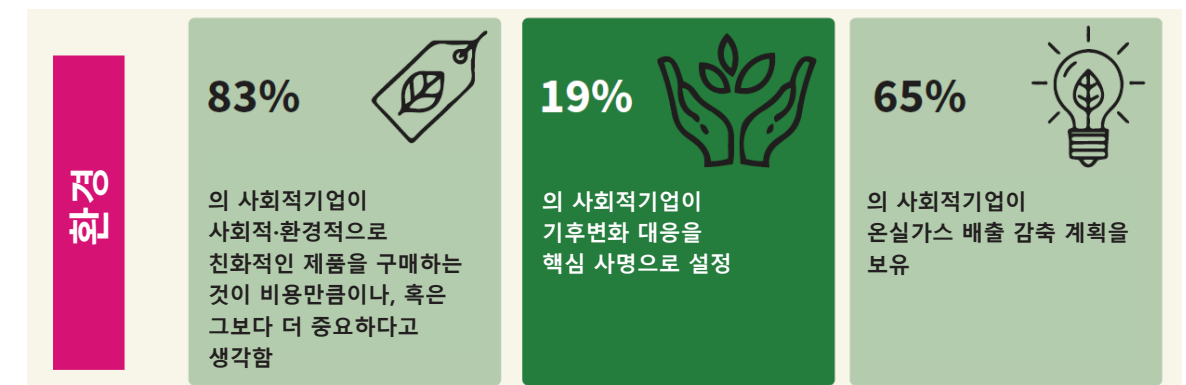 환경
83%
의 사회적기업이
사회적·환경적으로
친화적인 제품을 구매하는
것이 비용만큼이나, 혹은
그보다 더 중요하다고
생각함
19%
의 사회적기업이
기후변화 대응을
핵심 사명으로 설정
65%
의 사회적기업이
온실가스 배출 감축 계획을
보유